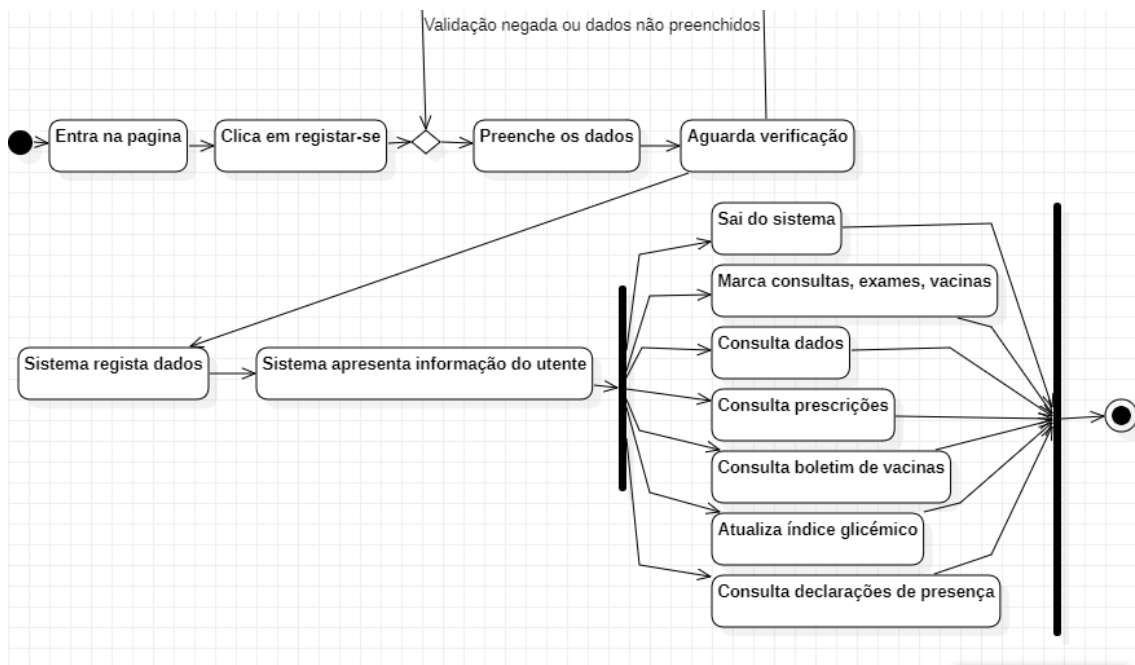 Validação negada ou dados não preenchidos
Entra na pagina
Clica em registar-se
Preenche os dados
Aguarda verificação
Sai do sistema
Marca consultas, exames, vacinas
Sistema regista dados
Sistema apresenta informação do utente
Consulta dados
Consulta prescrições
Consulta boletim de vacinas
Atualiza índice glicémico
Consulta declarações de presença